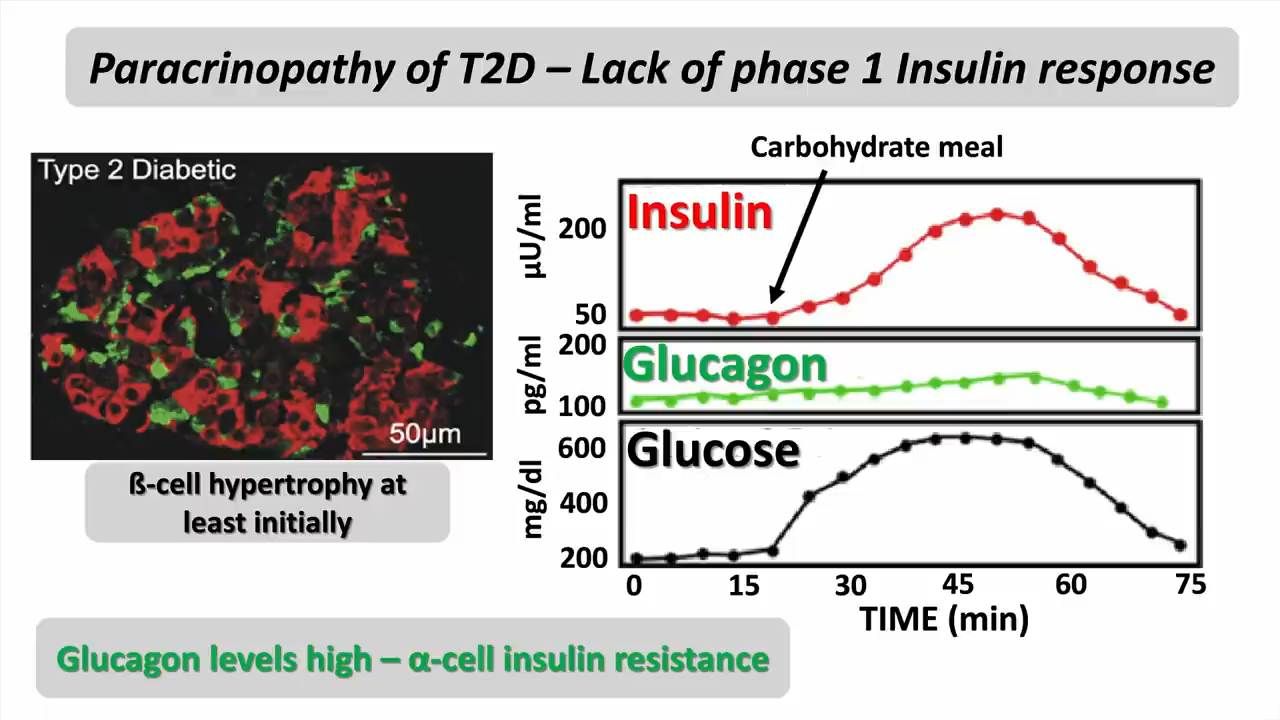 Paracrinopathy of T2D – Lack of phase 1 Insulin response
Type 2 Diabetic
50µm
ß-cell hypertrophy at
least initially
Carbohydrate meal
Insulin
µU/ml
200
50
Glucagon
pg/ml
200
100
Glucose
mg/dl
600
400
200
0 15 30 45 60 75
TIME (min)
Glucagon levels high – α-cell insulin resistance